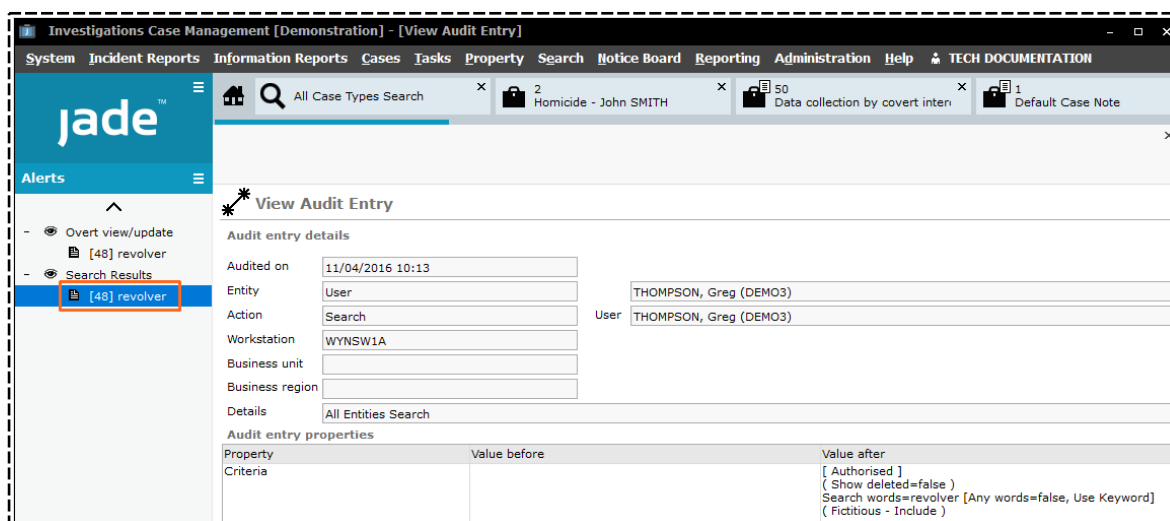 Investigations Case Management [Demonstration] - [View Audit Entry]
System Incident Reports Information Reports Cases Tasks Property Search Notice Board Reporting Administration Help TECH DOCUMENTATION
jade™
All Case Types Search
2
Homicide - John SMITH
50
Data collection by covert inter
1
Default Case Note
Alerts
Overt view/update
[48] revolver
Search Results
[48] revolver
View Audit Entry
Audit entry details
Audited on 11/04/2016 10:13
Entity User THOMPSON, Greg (DEMO3)
Action Search User THOMPSON, Greg (DEMO3)
Workstation WYNSW1A
Business unit
Business region
Details All Entities Search
Audit entry properties
Property Value before Value after
Criteria [ Authorised ]
( Show deleted=false )
Search words=revolver [Any words=false, Use Keyword]
( Fictitious - Include )